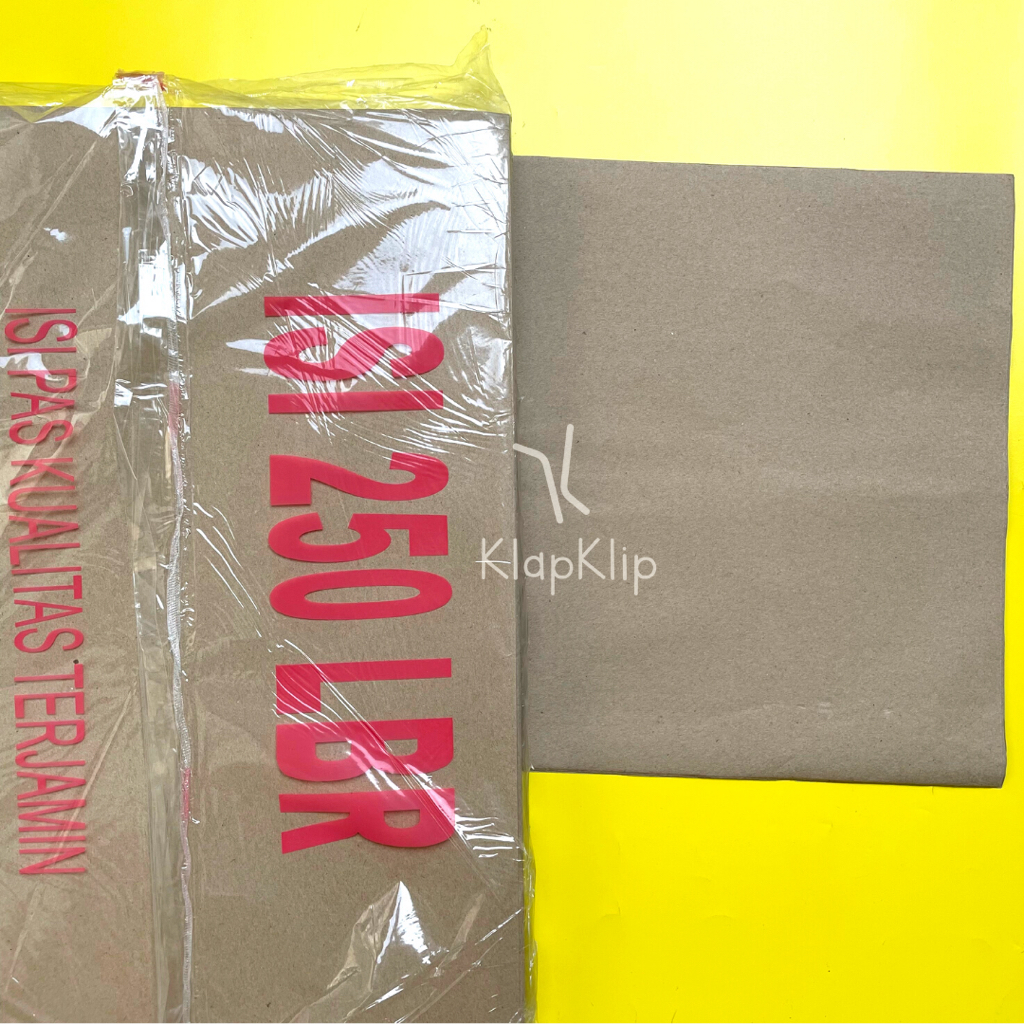 ISI 250 LBR
ISI PAS KUALITAS TERJAMIN
KlapKlip